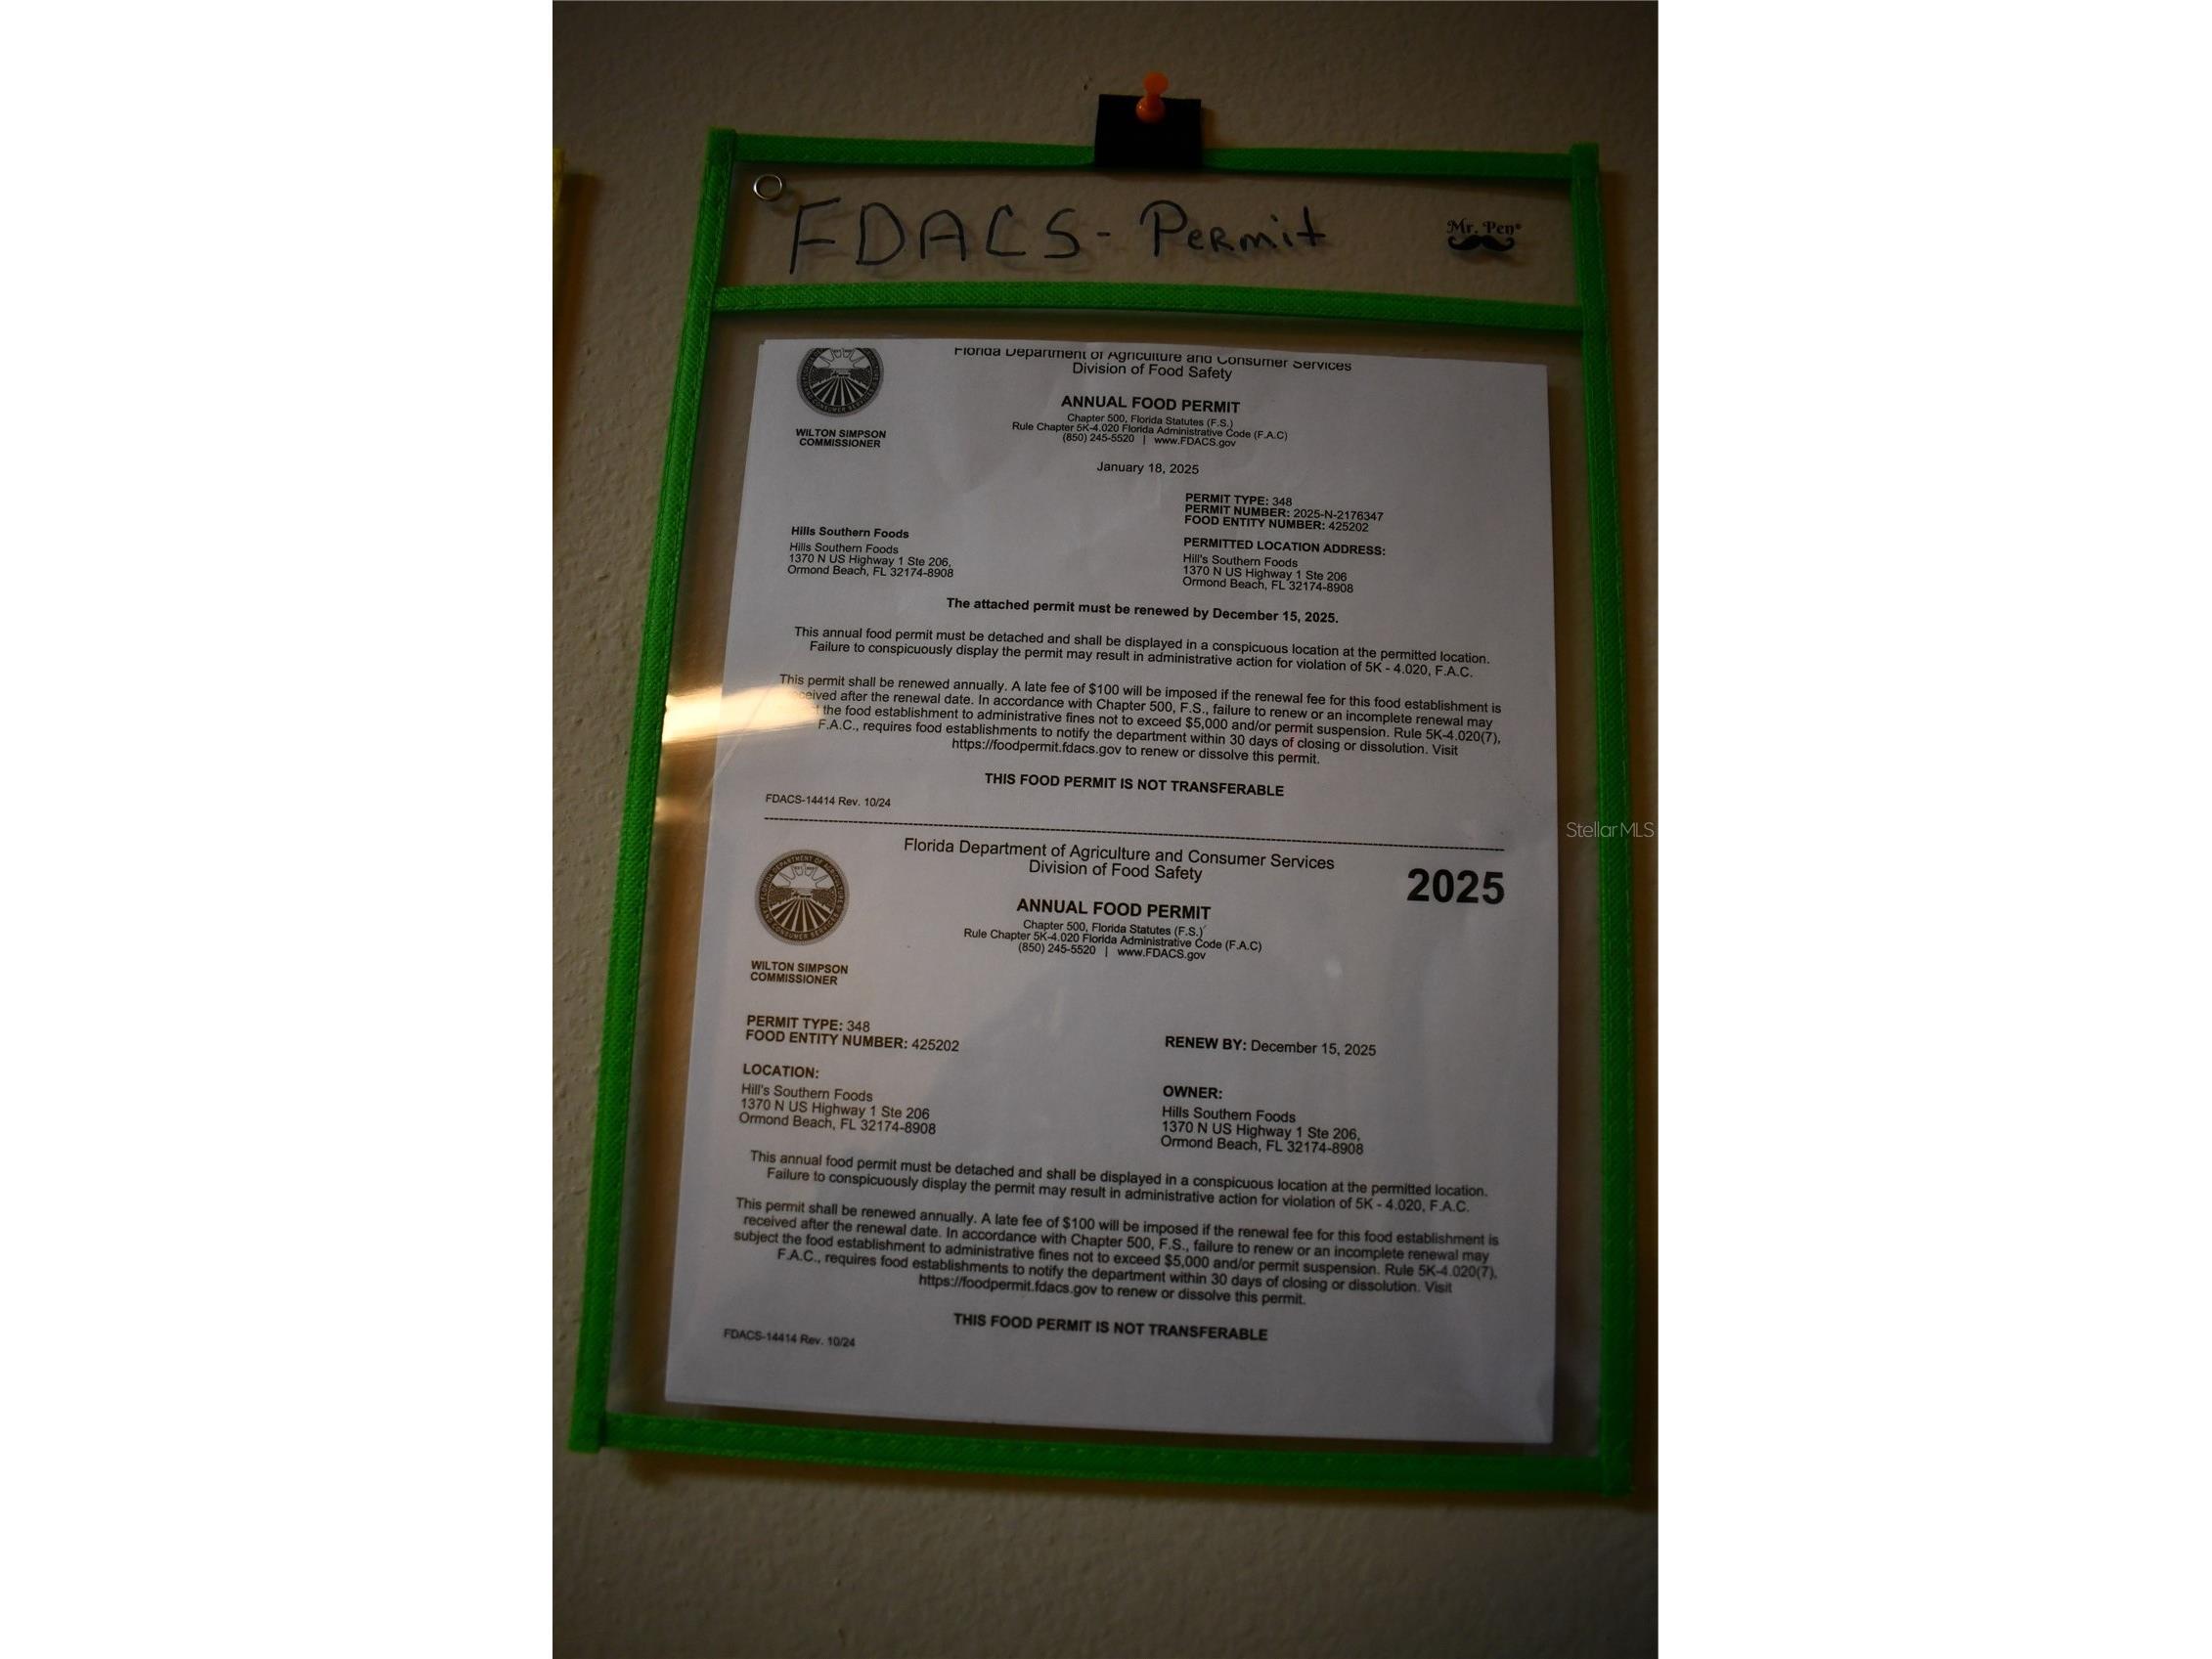 FDACS - Permit
Mr. Pen®
Florida Department of Agriculture and Consumer Services
Division of Food Safety
ANNUAL FOOD PERMIT
Chapter 500, Florida Statutes (F.S.)
Rule Chapter 5K-4.020 Florida Administrative Code (F.A.C)
(850) 245-5520 | www.FDACS.gov
WILTON SIMPSON
COMMISSIONER
January 18, 2025
PERMIT TYPE: 348
PERMIT NUMBER: 2025-N-2176347
FOOD ENTITY NUMBER: 425202
Hills Southern Foods
Hills Southern Foods
1370 N US Highway 1 Ste 206,
Ormond Beach, FL 32174-8908
PERMITTED LOCATION ADDRESS:
Hill's Southern Foods
1370 N US Highway 1 Ste 206
Ormond Beach, FL 32174-8908
The attached permit must be renewed by December 15, 2025.
This annual food permit must be detached and shall be displayed in a conspicuous location at the permitted location.
Failure to conspicuously display the permit may result in administrative action for violation of 5K - 4.020, F.A.C.
This permit shall be renewed annually. A late fee of $100 will be imposed if the renewal fee for this food establishment is
received after the renewal date. In accordance with Chapter 500, F.S., failure to renew or an incomplete renewal may
the food establishment to administrative fines not to exceed $5,000 and/or permit suspension. Rule 5K-4.020(7),
F.A.C., requires food establishments to notify the department within 30 days of closing or dissolution. Visit
https://foodpermit.fdacs.gov to renew or dissolve this permit.
THIS FOOD PERMIT IS NOT TRANSFERABLE
FDACS-14414 Rev. 10/24
Florida Department of Agriculture and Consumer Services
Division of Food Safety
2025
ANNUAL FOOD PERMIT
Chapter 500, Florida Statutes (F.S.)
Rule Chapter 5K-4.020 Florida Administrative Code (F.A.C)
(850) 245-5520 | www.FDACS.gov
WILTON SIMPSON
COMMISSIONER
PERMIT TYPE: 348
FOOD ENTITY NUMBER: 425202
RENEW BY: December 15, 2025
LOCATION:
Hill's Southern Foods
1370 N US Highway 1 Ste 206
Ormond Beach, FL 32174-8908
OWNER:
Hills Southern Foods
1370 N US Highway 1 Ste 206,
Ormond Beach, FL 32174-8908
This annual food permit must be detached and shall be displayed in a conspicuous location at the permitted location.
Failure to conspicuously display the permit may result in administrative action for violation of 5K - 4.020, F.A.C.
This permit shall be renewed annually. A late fee of $100 will be imposed if the renewal fee for this food establishment is
received after the renewal date. In accordance with Chapter 500, F.S., failure to renew or an incomplete renewal may
subject the food establishment to administrative fines not to exceed $5,000 and/or permit suspension. Rule 5K-4.020(7),
F.A.C., requires food establishments to notify the department within 30 days of closing or dissolution. Visit
https://foodpermit.fdacs.gov to renew or dissolve this permit.
THIS FOOD PERMIT IS NOT TRANSFERABLE
FDACS-14414 Rev. 10/24
StellarMLS